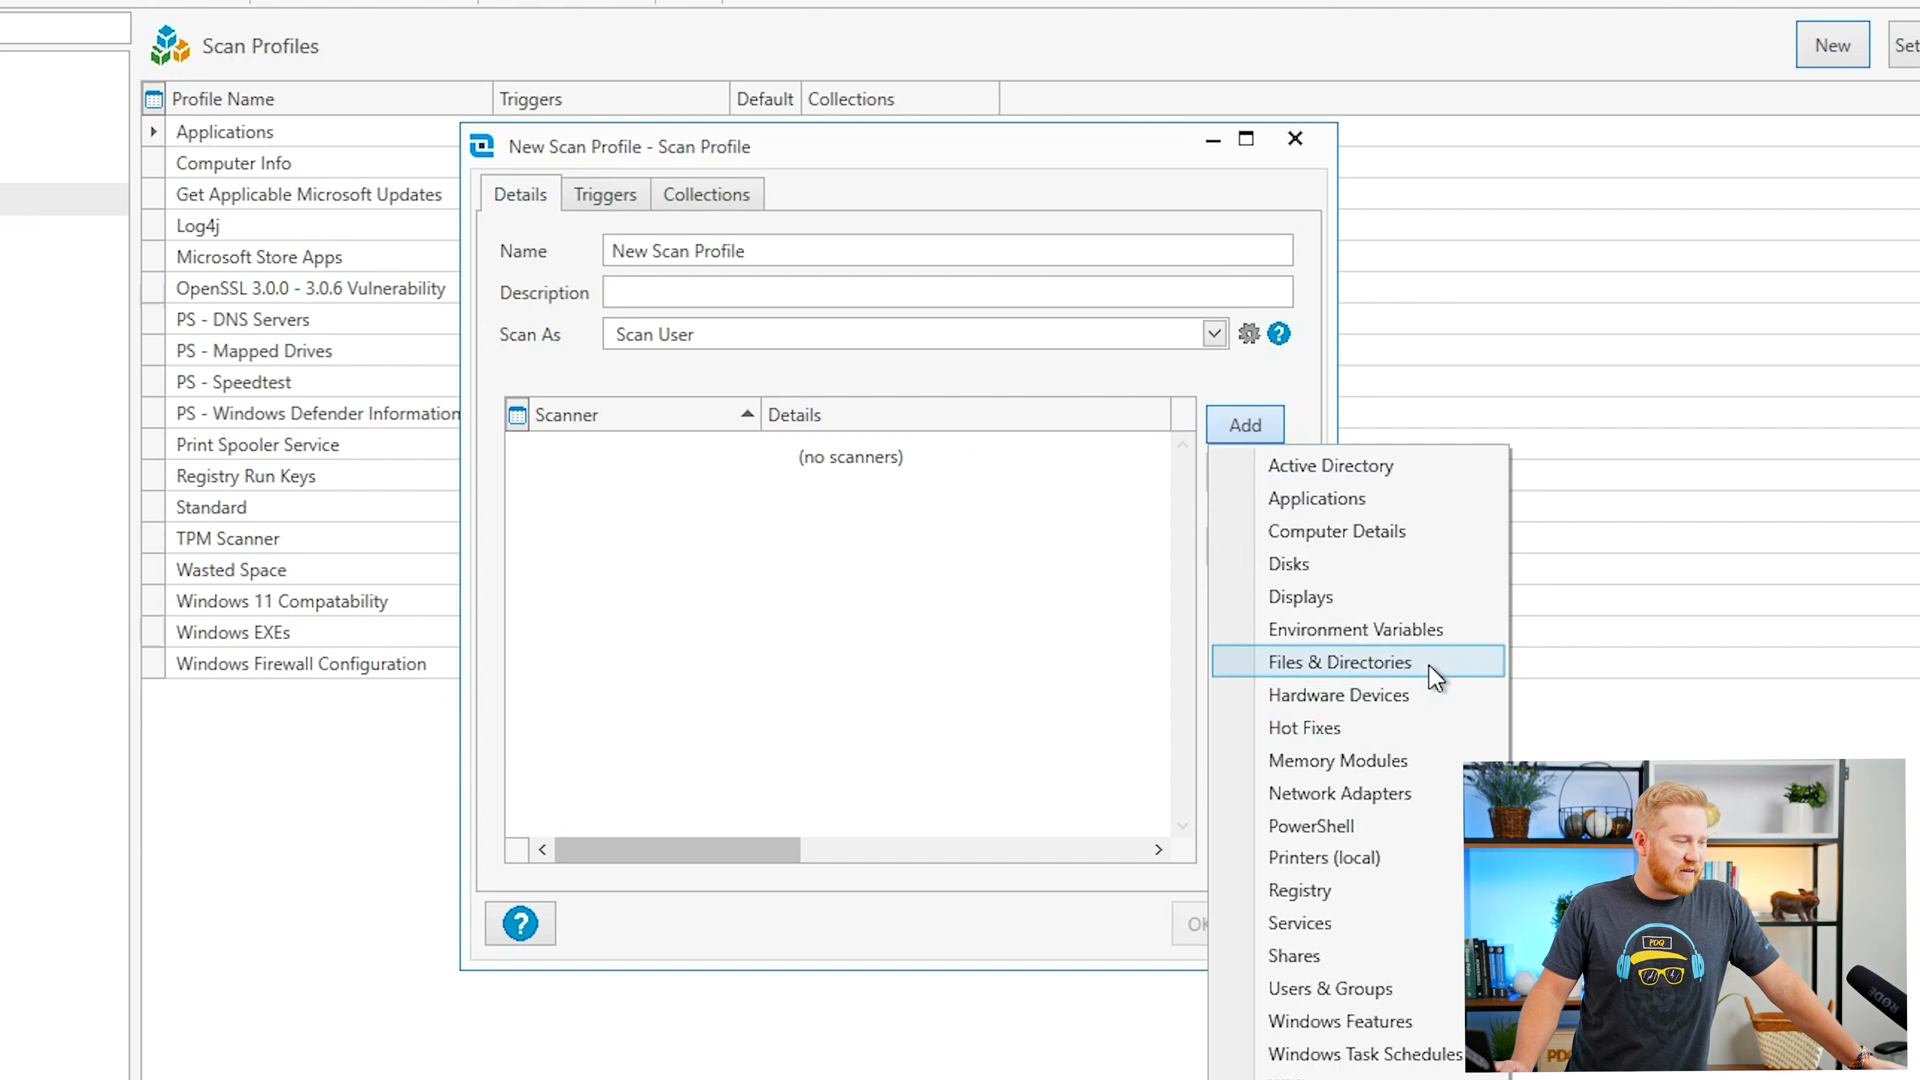 Scan Profiles
New
Set
Profile Name
Triggers
Default
Collections
Applications
Computer Info
Get Applicable Microsoft Updates
Log4j
Microsoft Store Apps
OpenSSL 3.0.0 - 3.0.6 Vulnerability
PS - DNS Servers
PS - Mapped Drives
PS - Speedtest
PS - Windows Defender Information
Print Spooler Service
Registry Run Keys
Standard
TPM Scanner
Wasted Space
Windows 11 Compatability
Windows EXEs
Windows Firewall Configuration
New Scan Profile - Scan Profile
Details
Triggers
Collections
Name
New Scan Profile
Description
Scan As
Scan User
?
Scanner
Details
(no scanners)
Add
?
OK
Active Directory
Applications
Computer Details
Disks
Displays
Environment Variables
Files & Directories
Hardware Devices
Hot Fixes
Memory Modules
Network Adapters
PowerShell
Printers (local)
Registry
Services
Shares
Users & Groups
Windows Features
Windows Task Schedules
PDQ
RØDE